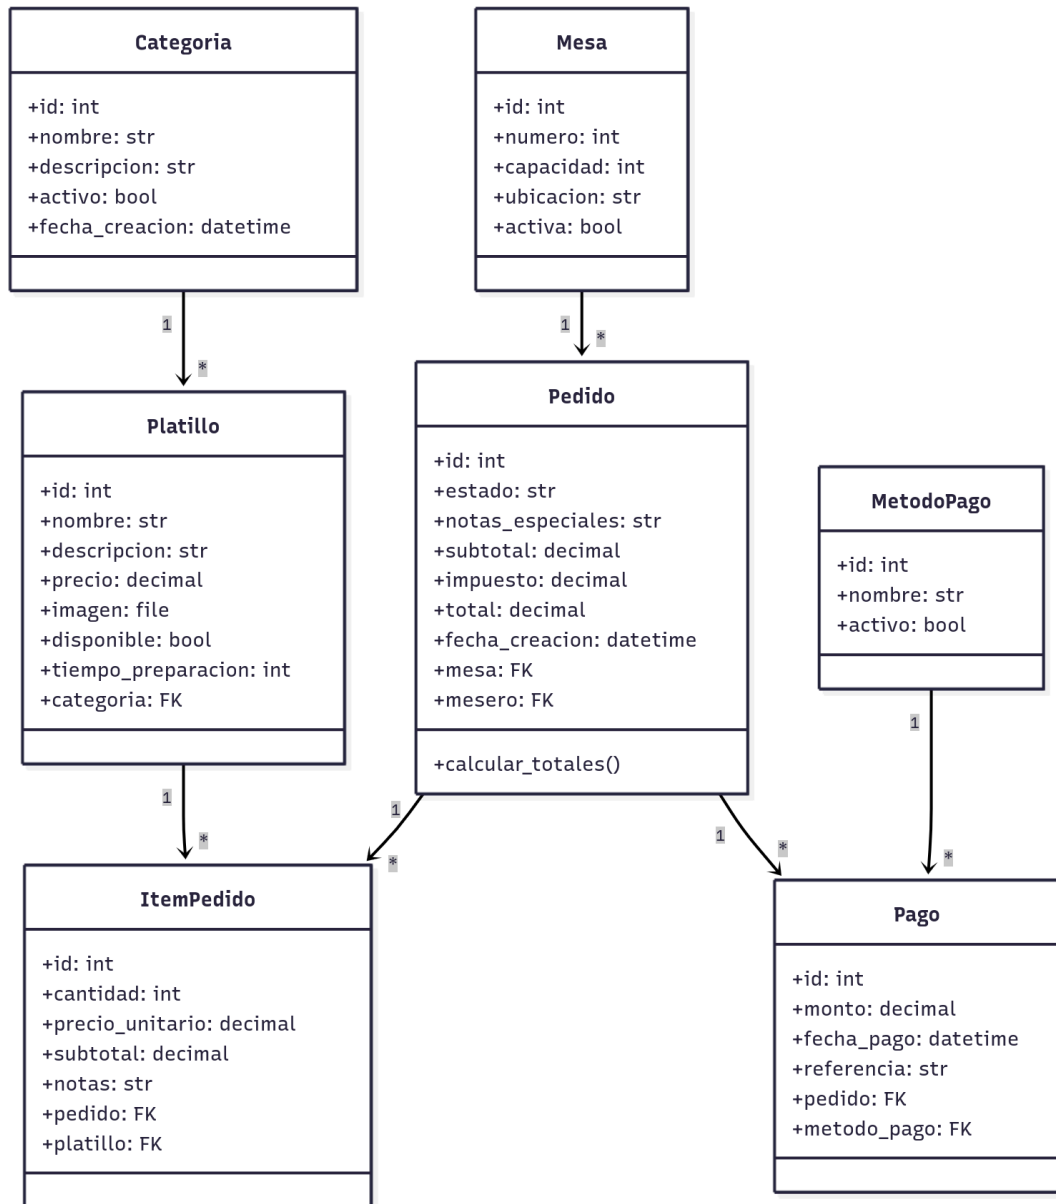 Categoria
+id: int
+nombre: str
+descripcion: str
+activo: bool
+fecha_creacion: datetime
Mesa
+id: int
+numero: int
+capacidad: int
+ubicacion: str
+activa: bool
1
*
1
*
Platillo
+id: int
+nombre: str
+descripcion: str
+precio: decimal
+imagen: file
+disponible: bool
+tiempo_preparacion: int
+categoria: FK
Pedido
+id: int
+estado: str
+notas_especiales: str
+subtotal: decimal
+impuesto: decimal
+total: decimal
+fecha_creacion: datetime
+mesa: FK
+mesero: FK
+calcular_totales()
MetodoPago
+id: int
+nombre: str
+activo: bool
1
*
1
*
1
*
1
*
ItemPedido
+id: int
+cantidad: int
+precio_unitario: decimal
+subtotal: decimal
+notas: str
+pedido: FK
+platillo: FK
Pago
+id: int
+monto: decimal
+fecha_pago: datetime
+referencia: str
+pedido: FK
+metodo_pago: FK